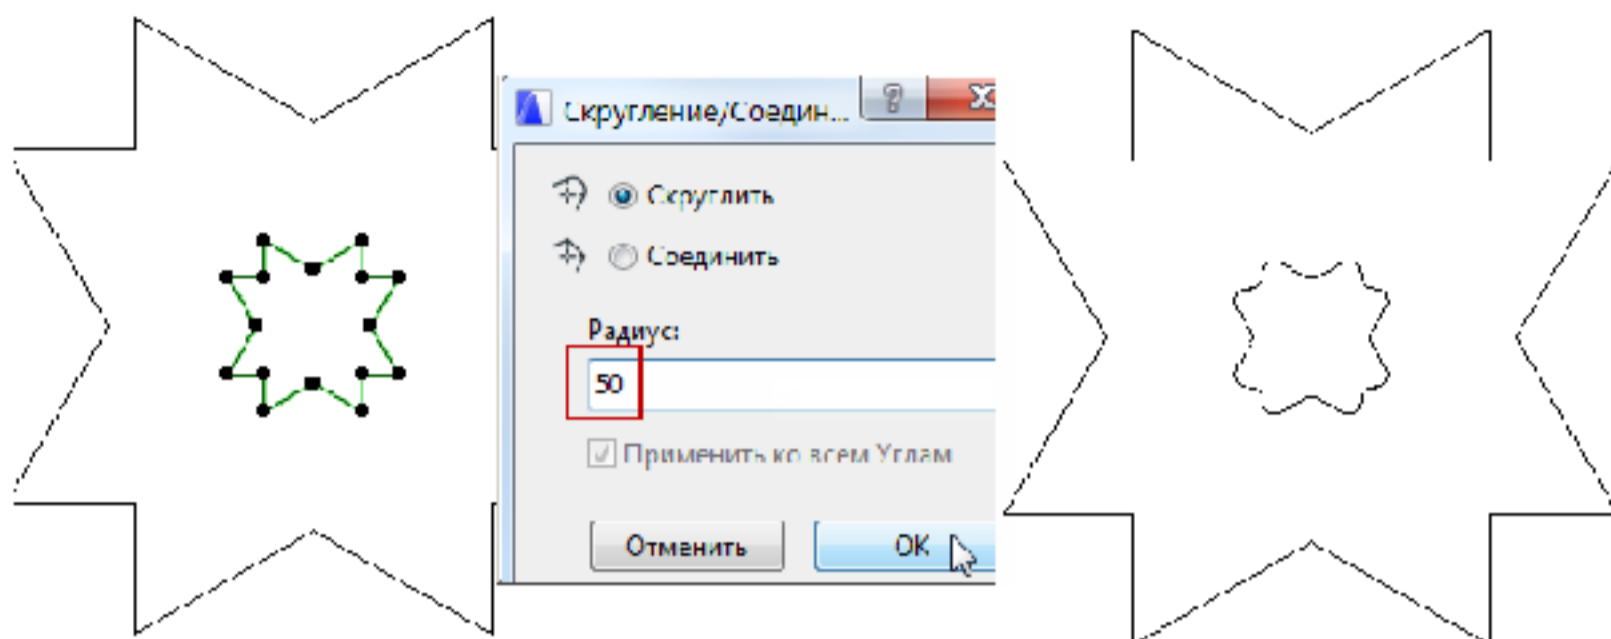 Скругление/Соедин...
Скруглить
Соединить
Радиус:
50
Применить ко всем Углам
Отменить
OK